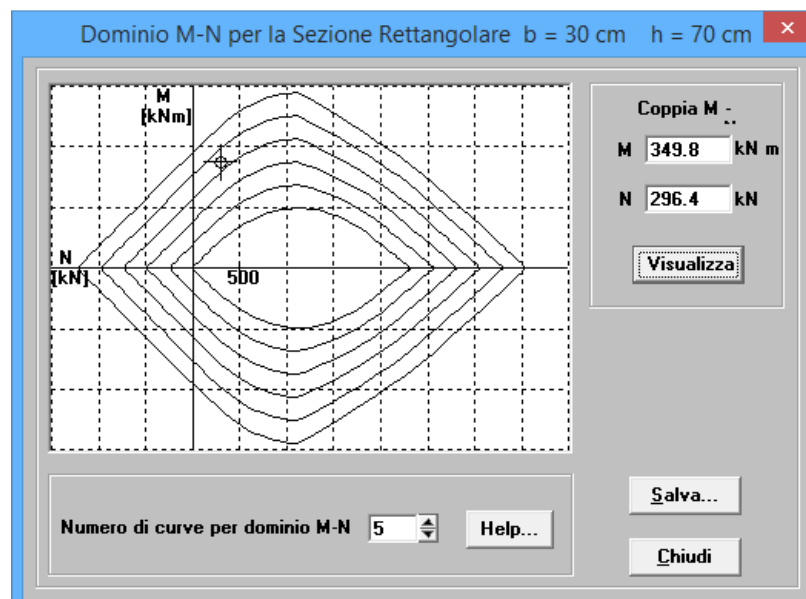 Dominio M-N per la Sezione Rettangolare b = 30 cm h = 70 cm
M
[kNm]
N
[kN]
500
Coppia M -
M 349.8 kN m
N 296.4 kN
Visualizza
Numero di curve per dominio M-N 5 Help...
Salva...
Chiudi